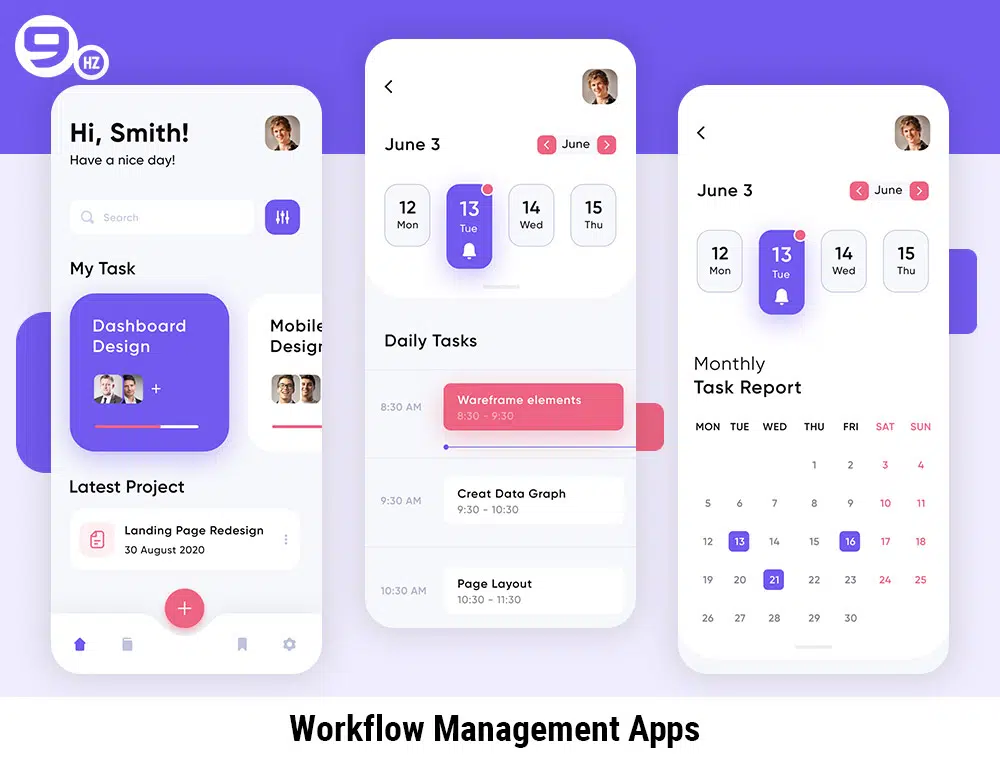 9
HZ
Hi, Smith!
Have a nice day!
Search
My Task
Dashboard
Design
+
Mobile
Design
Latest Project
Landing Page Redesign
30 August 2020
+
June 3
June
12
Mon
13
Tue
14
Wed
15
Thu
Daily Tasks
8:30 AM
Wareframe elements
8:30 - 9:30
9:30 AM
Creat Data Graph
9:30 - 10:30
10:30 AM
Page Layout
10:30 - 11:30
June 3
June
12
Mon
13
Tue
14
Wed
15
Thu
Monthly
Task Report
MON TUE WED THU FRI SAT SUN
1 2 3 4
5 6 7 8 9 10 11
12 13 14 15 16 17 18
19 20 21 22 23 24 25
26 27 28 29 30
Workflow Management Apps